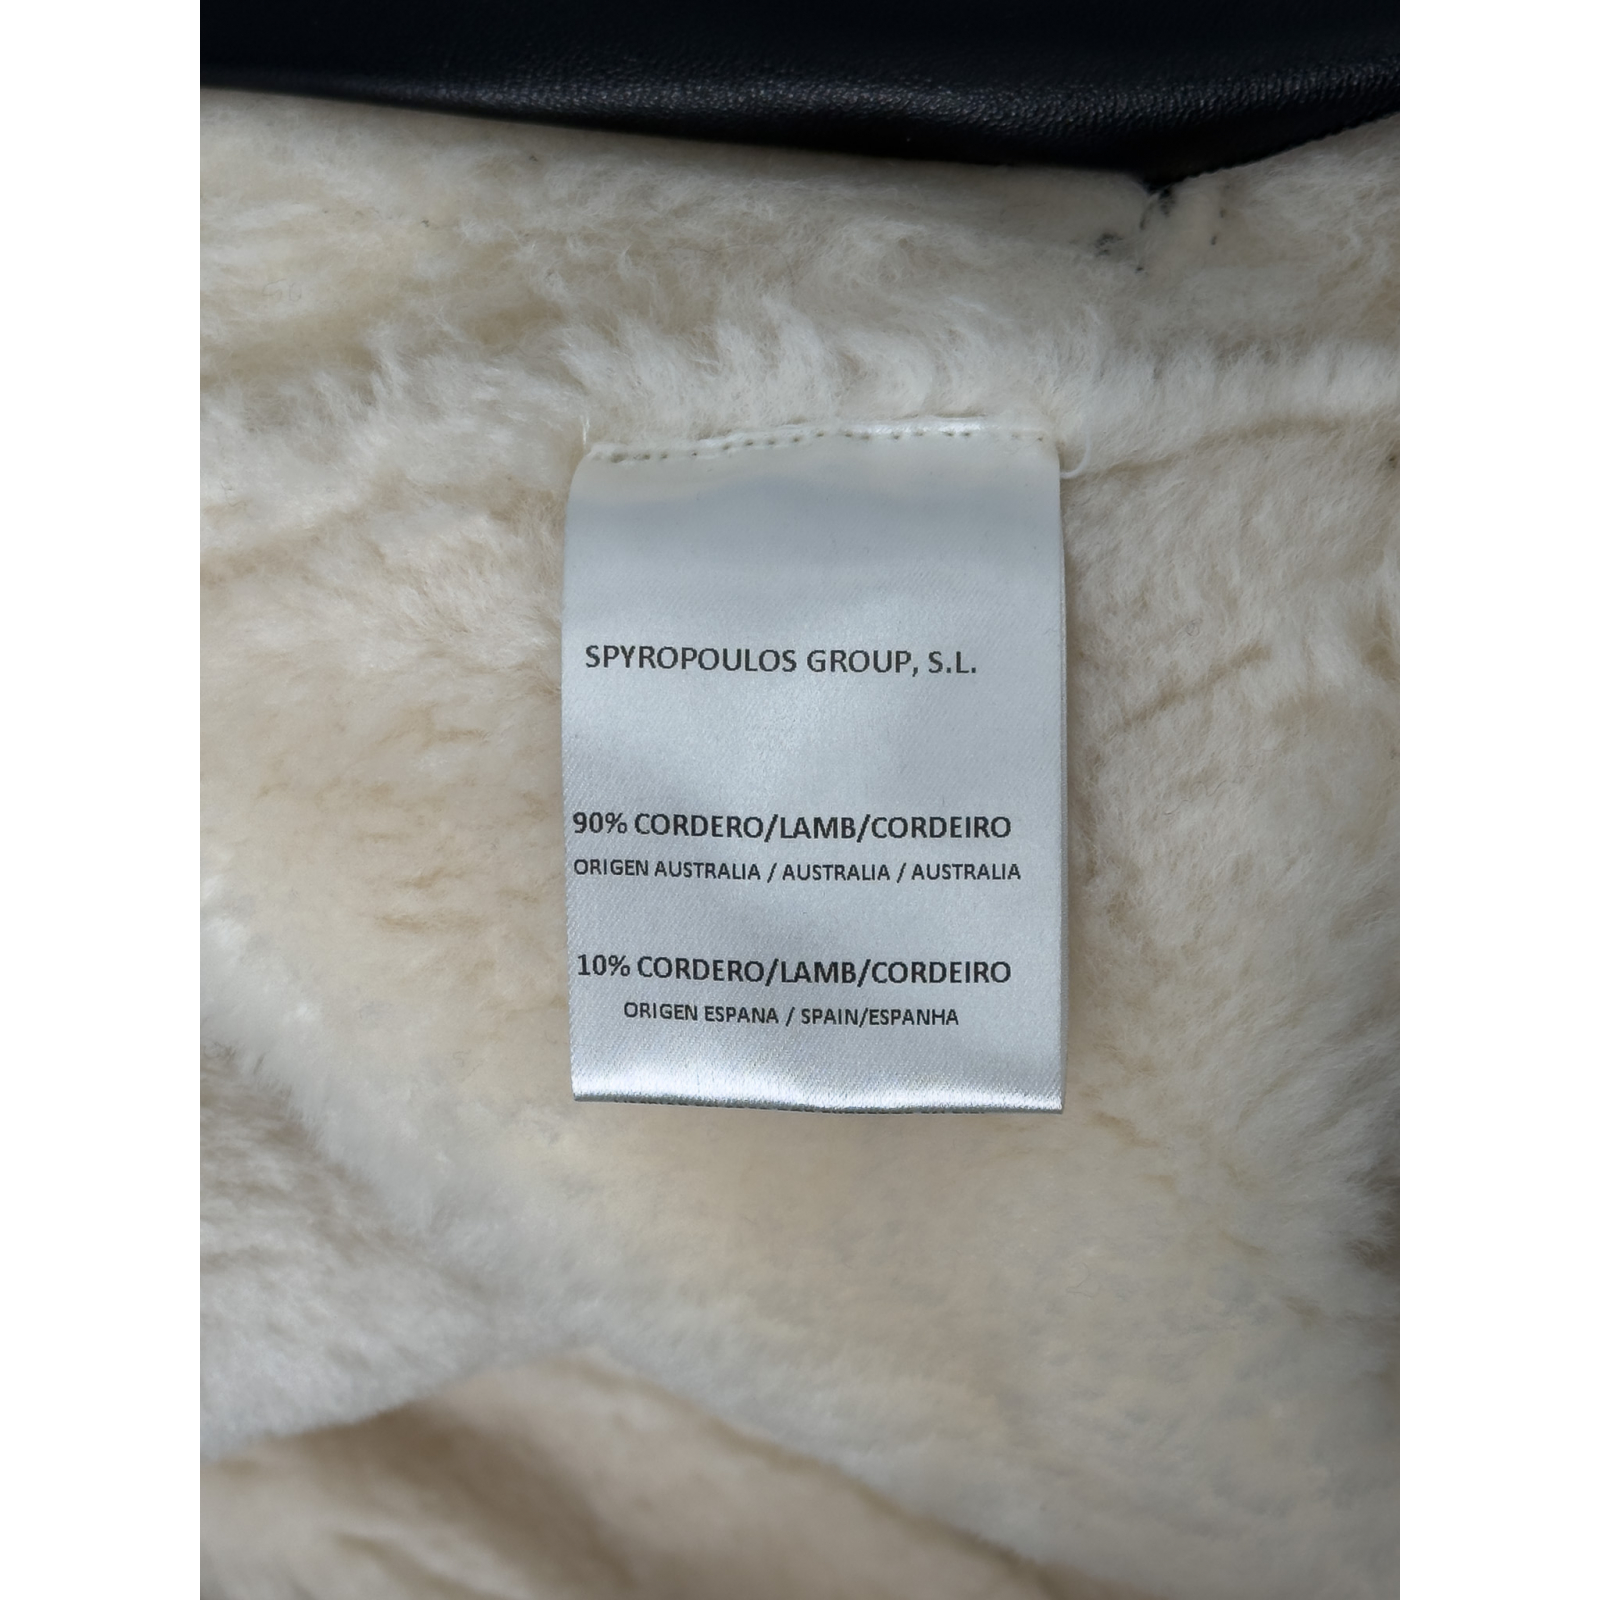 SPYROPOULOS GROUP, S.L.
90% CORDERO/LAMB/CORDEIRO
ORIGEN AUSTRALIA / AUSTRALIA / AUSTRALIA
10% CORDERO/LAMB/CORDEIRO
ORIGEN ESPANA / SPAIN/ESPANHA